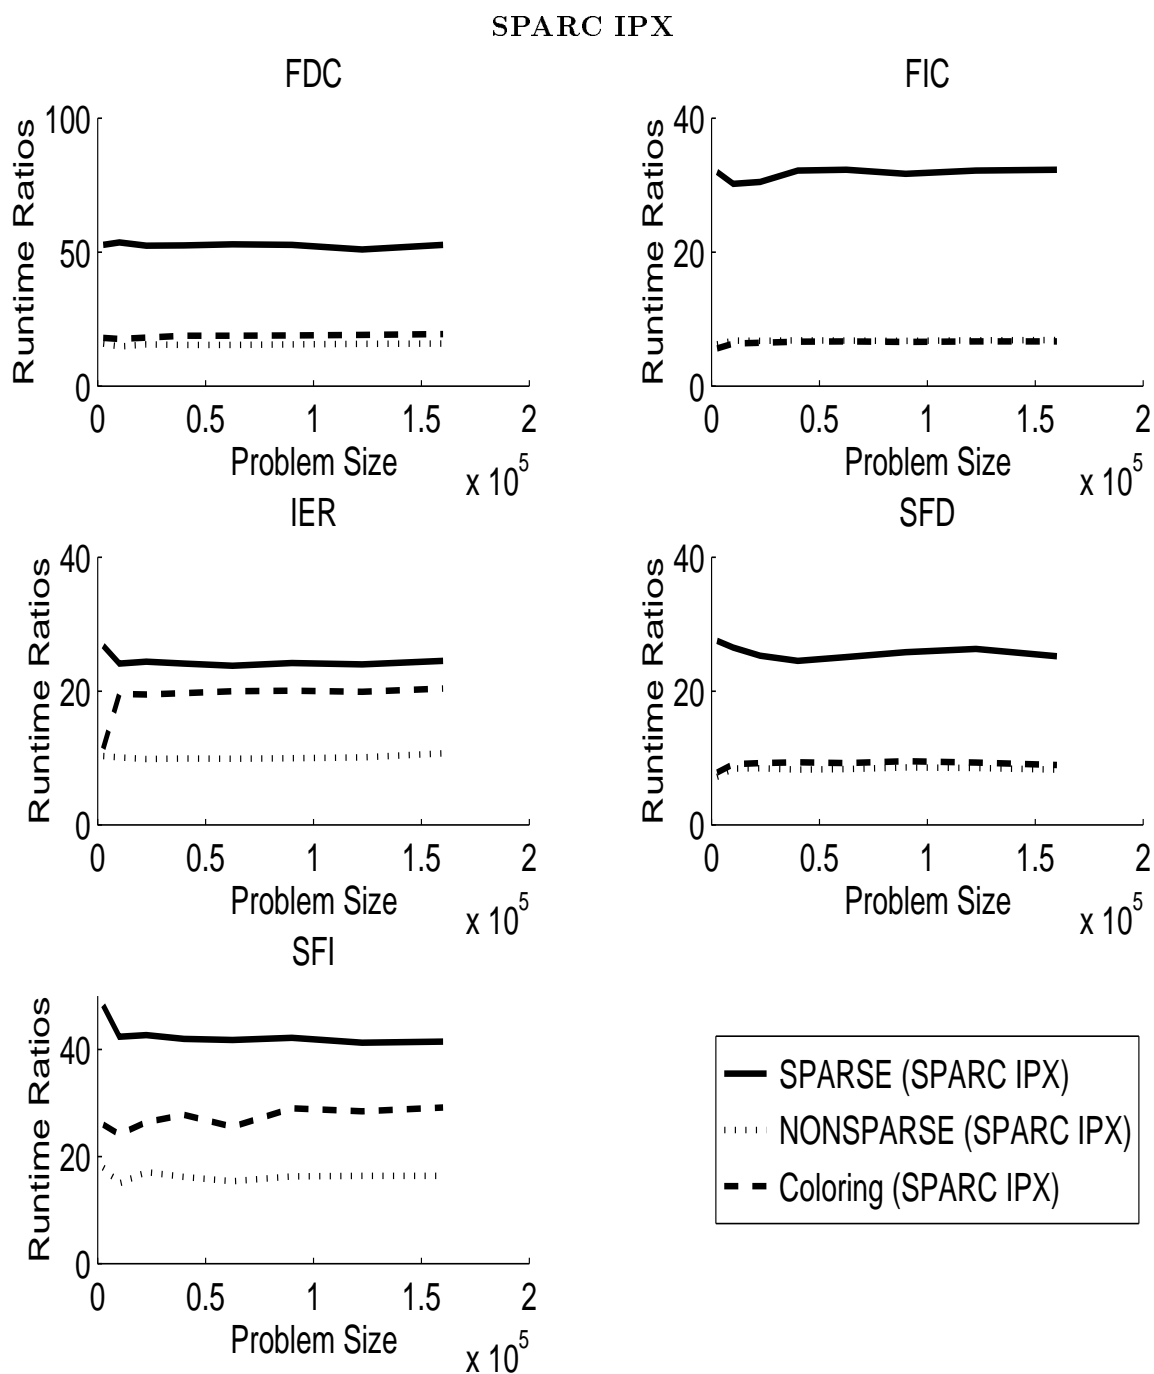 SPARC IPX
FDC
Runtime Ratios
100
50
0
0 0.5 1 1.5 2
Problem Size
x 10^5
FIC
Runtime Ratios
40
20
0
0 0.5 1 1.5 2
Problem Size
x 10^5
IER
Runtime Ratios
40
20
0
0 0.5 1 1.5 2
Problem Size
x 10^5
SFD
Runtime Ratios
40
20
0
0 0.5 1 1.5 2
Problem Size
x 10^5
SFI
Runtime Ratios
40
20
0
0 0.5 1 1.5 2
Problem Size
x 10^5
SPARSE (SPARC IPX)
NONSPARSE (SPARC IPX)
Coloring (SPARC IPX)